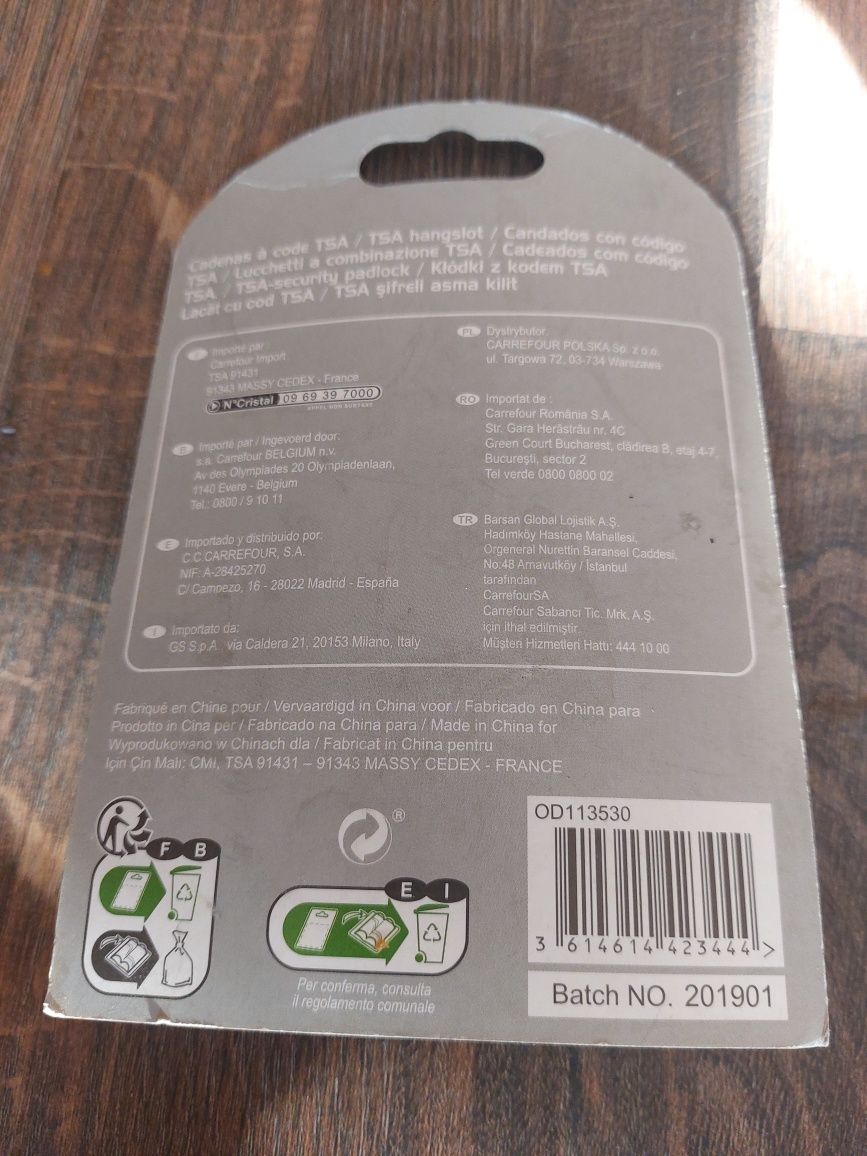 Cadenas à code TSA / TSA hangslot / Candados con código
TSA / Lucchetti a combinazione TSA / Cadeados com código
TSA / TSA-security padlock / Kłódki z kodem TSA
Lacăt cu cod TSA / TSA şifreli asma kilit
F Importé par:
Carrefour Import
TSA 91431
91343 MASSY CEDEX - France
N°Cristal 09 69 39 7000
APPEL NON SURTAXE
B Importé par / Ingevoerd door:
s.a. Carrefour BELGIUM n.v.
Av des Olympiades 20 Olympiadenlaan,
1140 Evere - Belgium
Tel.: 0800 / 9 10 11
E Importado y distribuido por:
C.C.CARREFOUR, S.A.
NIF: A-28425270
C/ Campezo, 16 - 28022 Madrid - España
I Importato da:
GS S.p.A. via Caldera 21, 20153 Milano, Italy
PL Dystrybutor:
CARREFOUR POLSKA Sp. z o.o.
ul. Targowa 72, 03-734 Warszawa
RO Importat de :
Carrefour România S.A.
Str. Gara Herăstrău nr. 4C
Green Court Bucharest, clădirea B, etaj 4-7,
Bucureşti, sector 2
Tel verde 0800 0800 02
TR Barsan Global Lojistik A.Ş.
Hadımköy Hastane Mahallesi,
Orgeneral Nurettin Baransel Caddesi,
No:48 Arnavutköy / İstanbul
tarafından
CarrefourSA
Carrefour Sabancı Tic. Mrk. A.Ş.
için ithal edilmiştir.
Müşteri Hizmetleri Hattı: 444 10 00
Fabriqué en Chine pour / Vervaardigd in China voor / Fabricado en China para
Prodotto in Cina per / Fabricado na China para / Made in China for
Wyprodukowano w Chinach dla / Fabricat in China pentru
Için Çin Mali: CMI, TSA 91431 – 91343 MASSY CEDEX - FRANCE
F B
®
E I
Per conferma, consulta
il regolamento comunale
OD113530
3 614614 423444 >
Batch NO. 201901